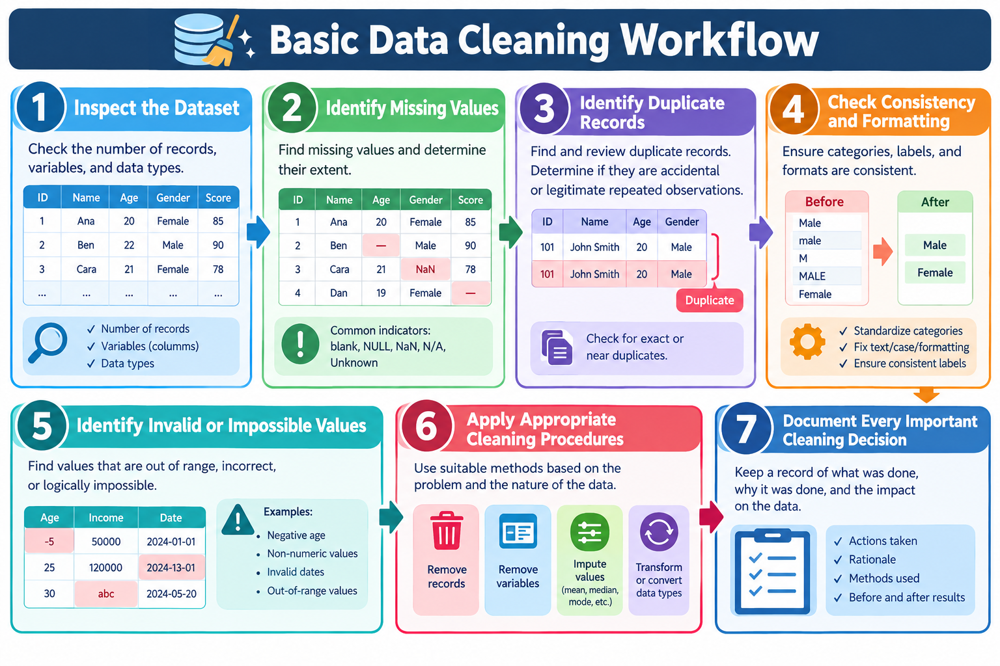 Basic Data Cleaning Workflow
1 Inspect the Dataset
Check the number of records,
variables, and data types.
ID Name Age Gender Score
1 Ana 20 Female 85
2 Ben 22 Male 90
3 Cara 21 Female 78
... ... ... ... ...
✓ Number of records
✓ Variables (columms)
✓ Data types
2 Identify Missing Values
Find missing values and determine
their extent.
ID Name Age Gender Score
1 Ana 20 Female 85
2 Ben — Male 90
3 Cara 21 NaN 78
4 Dan 19 Female —
Common indicators:
blank, NULL, NaN, N/A,
Unknown
3 Identify Duplicate
Records
Find and review duplicate records.
Determine if they are accidental
or legitimate repeated observations.
ID Name Age Gender
101 John Smith 20 Male
101 John Smith 20 Male
Duplicate
Check for exact or
near duplicates.
4 Check Consistency
and Formatting
Ensure categories, labels, and
formats are consistent.
Before
Male
male
M
MALE
Female
After
Male
Female
✓ Standardize categories
✓ Fix text/case/formatting
✓ Ensure consistent labels
5 Identify Invalid or Impossible Values
Find values that are out of range, incorrect,
or logically impossible.
Age Income Date
-5 50000 2024-01-01
25 120000 2024-13-01
30 abc 2024-05-20
Examples:
• Negative age
• Non-numeric values
• Invalid dates
• Out-of-range values
6 Apply Appropriate
Cleaning Procedures
Use suitable methods based on the
problem and the nature of the data.
Remove
records
Remove
variables
Impute
values
(mean, median,
mode, etc.)
Transform
or convert
data types
7 Document Every Important
Cleaning Decision
Keep a record of what was done,
why it was done, and the impact
on the data.
✓ Actions taken
✓ Rationale
✓ Methods used
✓ Before and after results